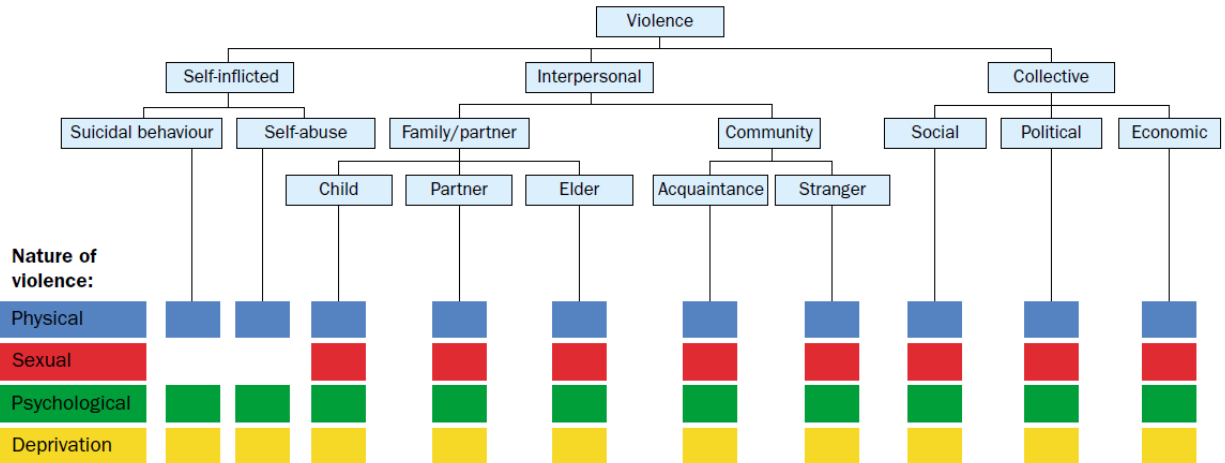 Violence
Self-inflicted
Interpersonal
Collective
Suicidal behaviour
Self-abuse
Family/partner
Community
Social
Political
Economic
Child
Partner
Elder
Acquaintance
Stranger
Nature of
violence:
Physical
Sexual
Psychological
Deprivation